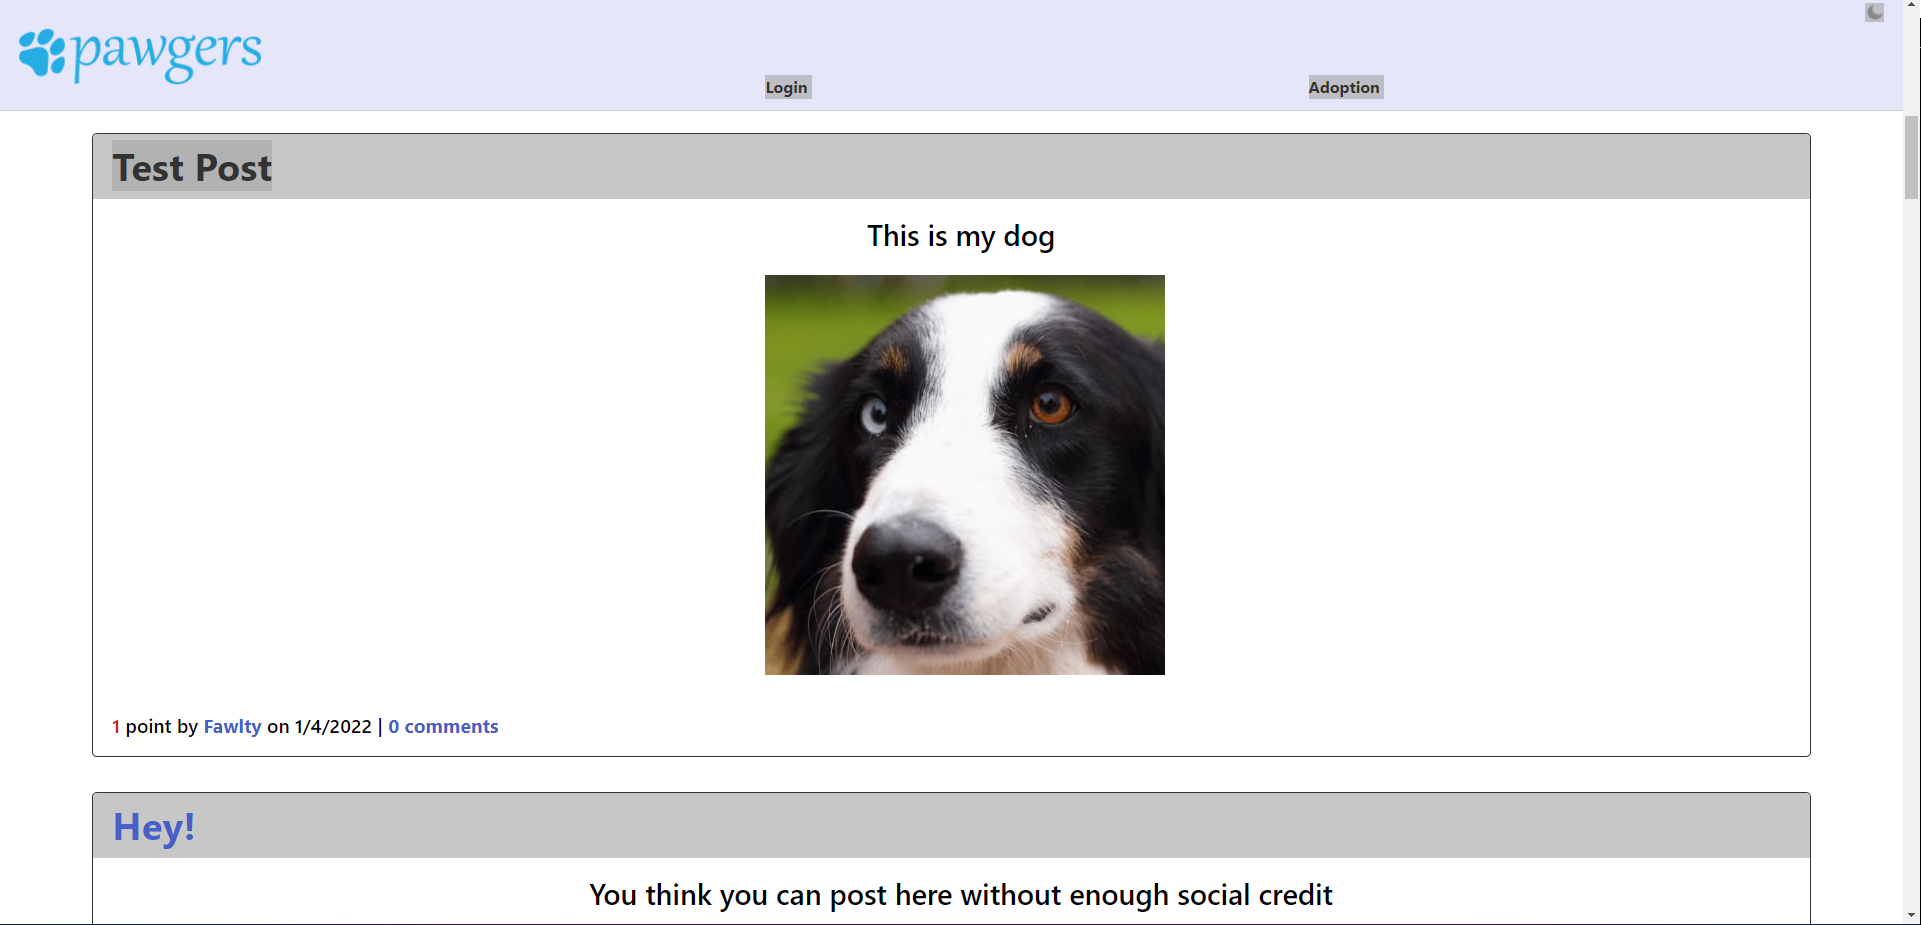 pawgers
Login
Adoption
Test Post
This is my dog
1 point by Fawlty on 1/4/2022 | 0 comments
Hey!
You think you can post here without enough social credit